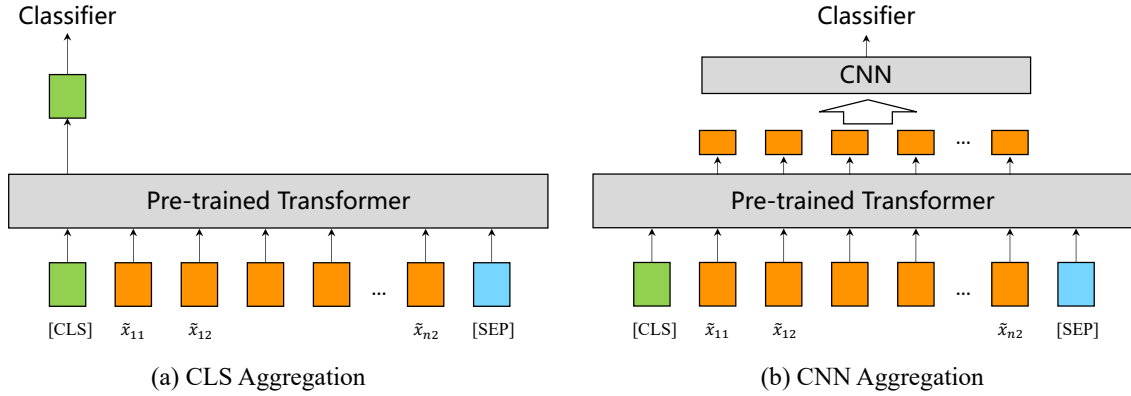 Classifier
Pre-trained Transformer
...
[CLS] x̃₁₁ x̃₁₂ x̃ₙ₂ [SEP]
(a) CLS Aggregation
Classifier
CNN
...
Pre-trained Transformer
...
[CLS] x̃₁₁ x̃₁₂ x̃ₙ₂ [SEP]
(b) CNN Aggregation